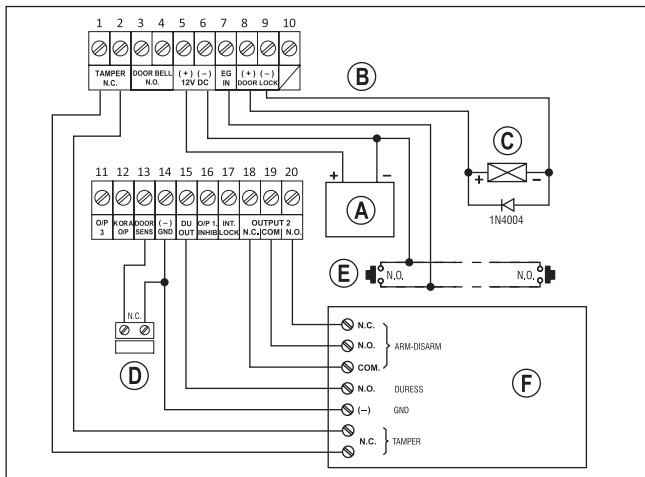 1 2 3 4 5 6 7 8 9 10
TAMPER N.C.
DOOR BELL N.O.
(+) (−)
12V DC
EG IN
(+) (−)
DOOR LOCK
B
C
+ −
1N4004
+ −
A
11 12 13 14 15 16 17 18 19 20
O/P 3
KORA O/P
DOOR SENS
(−) GND
DU OUT
O/P 1. INHIB
INT. LOCK
OUTPUT 2
N.C. COM N.O.
E
N.O.
N.O.
N.C.
D
N.C.
N.O.
COM.
ARM-DISARM
N.O. DURESS
(−) GND
N.C. TAMPER
F